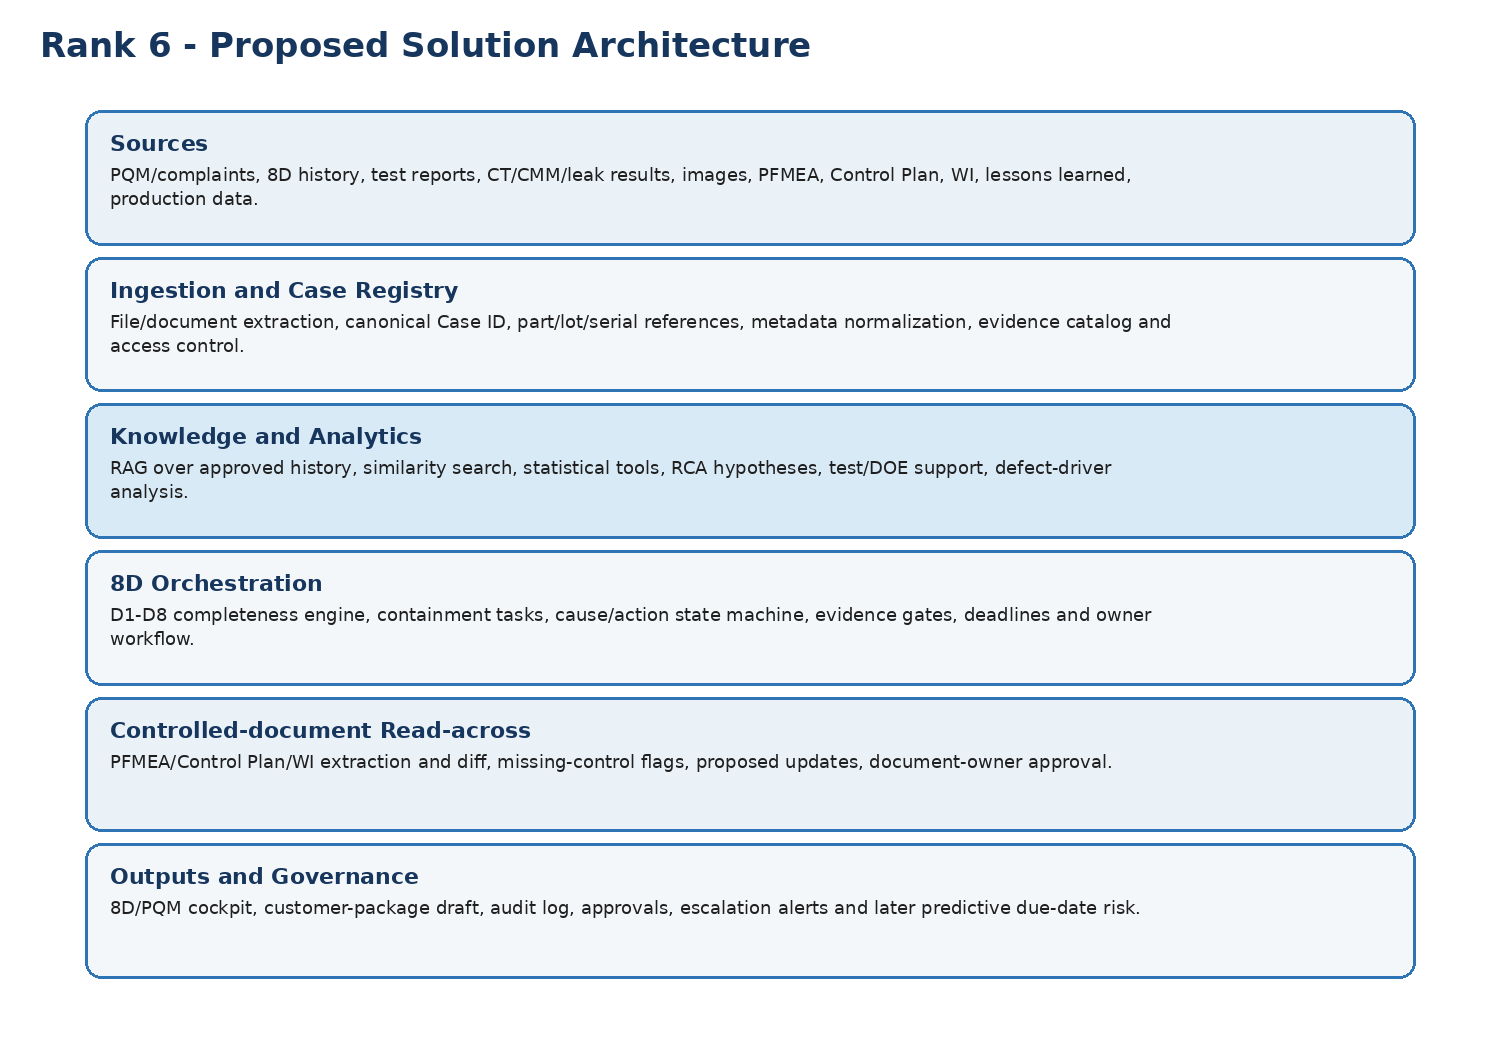 Rank 6 - Proposed Solution Architecture
Sources
PQM/complaints, 8D history, test reports, CT/CMM/leak results, images, PFMEA, Control Plan, WI, lessons learned,
production data.
Ingestion and Case Registry
File/document extraction, canonical Case ID, part/lot/serial references, metadata normalization, evidence catalog and
access control.
Knowledge and Analytics
RAG over approved history, similarity search, statistical tools, RCA hypotheses, test/DOE support, defect-driver
analysis.
8D Orchestration
D1-D8 completeness engine, containment tasks, cause/action state machine, evidence gates, deadlines and owner
workflow.
Controlled-document Read-across
PFMEA/Control Plan/WI extraction and diff, missing-control flags, proposed updates, document-owner approval.
Outputs and Governance
8D/PQM cockpit, customer-package draft, audit log, approvals, escalation alerts and later predictive due-date risk.